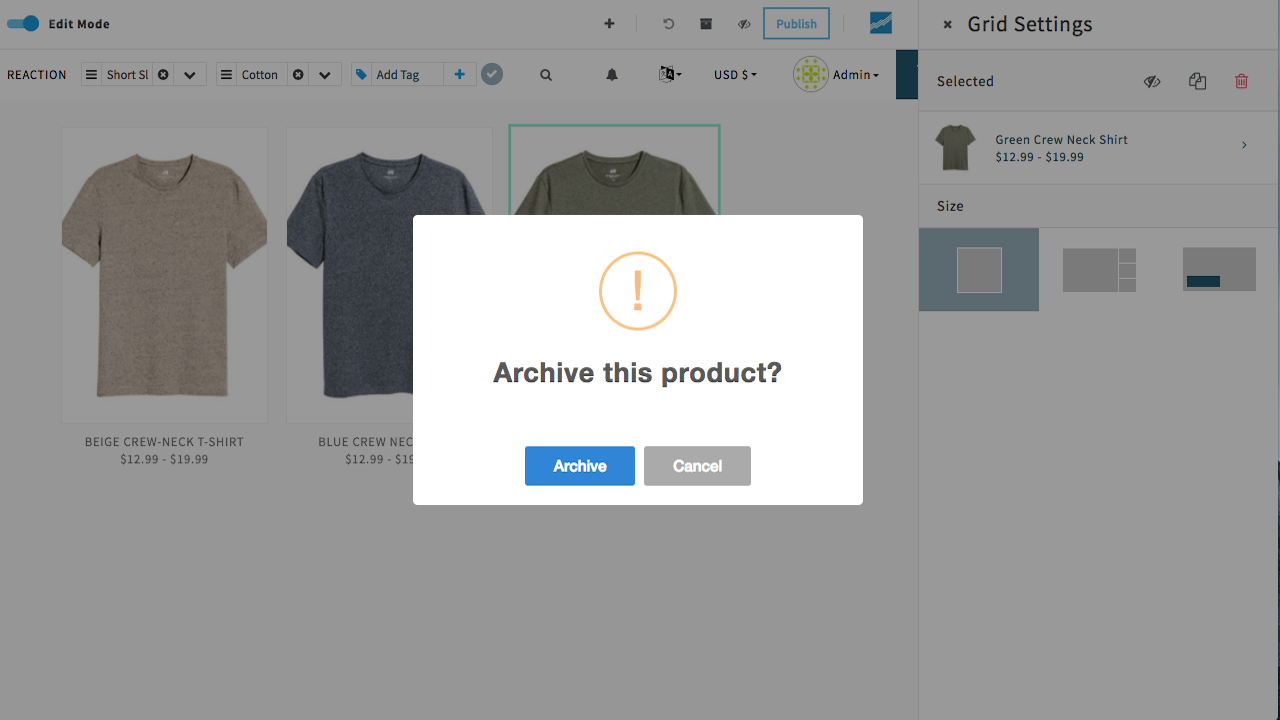 Edit Mode
Publish
Grid Settings
REACTION
Short Sl
Cotton
Add Tag
USD $
Admin
Selected
Green Crew Neck Shirt
$12.99 - $19.99
Size
!
Archive this product?
Archive
Cancel
BEIGE CREW-NECK T-SHIRT
$12.99 - $19.99
BLUE CREW NEC
$12.99 - $19